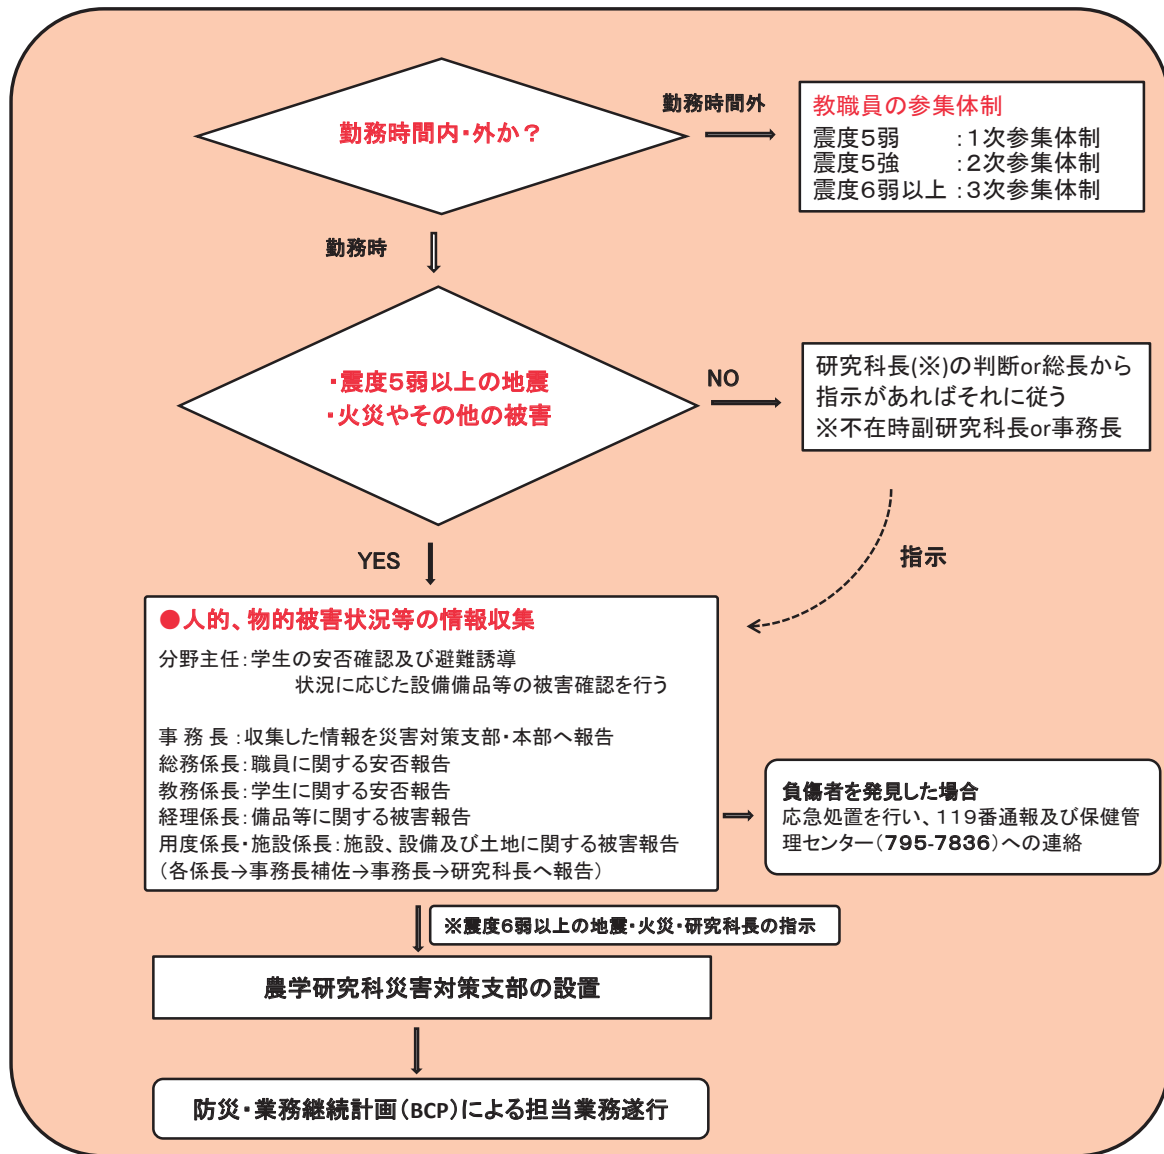 勤務時間内・外か？
勤務時間外
教職員の参集体制
震度5弱　　　：1次参集体制
震度5強　　　：2次参集体制
震度6弱以上：3次参集体制
勤務時
・震度5弱以上の地震
・火災やその他の被害
NO
研究科長(※)の判断or総長から
指示があればそれに従う
※不在時副研究科長or事務長
YES
指示
●人的、物的被害状況等の情報収集
分野主任：学生の安否確認及び避難誘導
状況に応じた設備備品等の被害確認を行う
事 務 長：収集した情報を災害対策支部・本部へ報告
総務係長：職員に関する安否報告
教務係長：学生に関する安否報告
経理係長：備品等に関する被害報告
用度係長・施設係長：施設、設備及び土地に関する被害報告
（各係長→事務長補佐→事務長→研究科長へ報告）
負傷者を発見した場合
応急処置を行い、119番通報及び保健管
理センター（795-7836）への連絡
※震度6弱以上の地震・火災・研究科長の指示
農学研究科災害対策支部の設置
防災・業務継続計画（BCP）による担当業務遂行